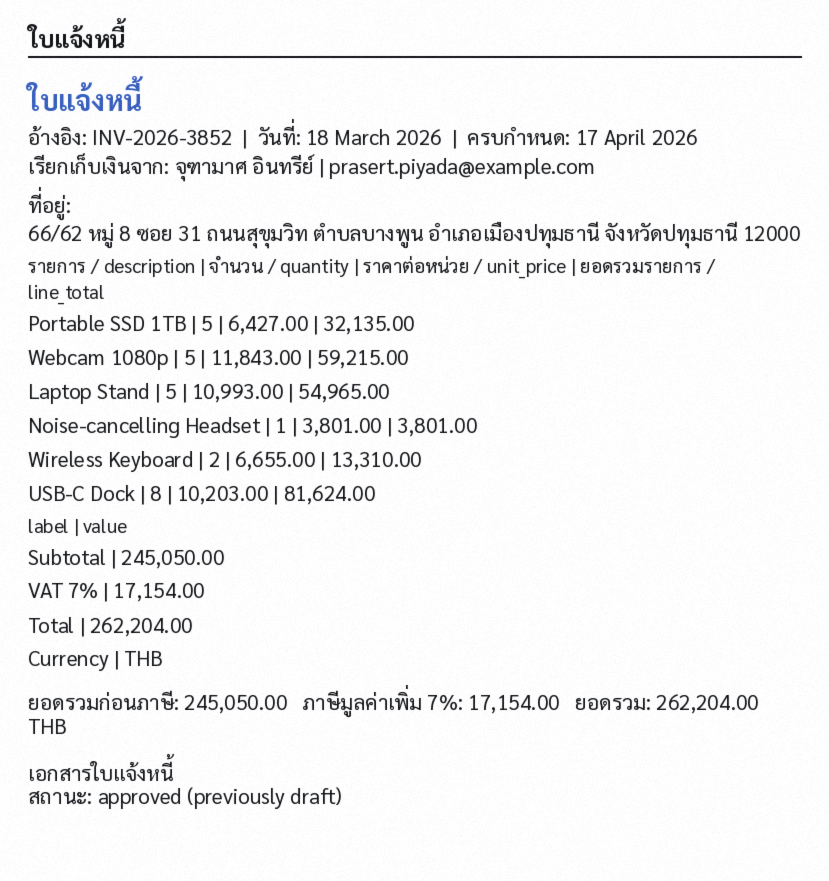 ใบแจ้งหนี้
ใบแจ้งหนี้
อ้างอิง: INV-2026-3852 | วันที่: 18 March 2026 | ครบกำหนด: 17 April 2026
เรียกเก็บเงินจาก: จุฑามาศ อินทรีย์ | prasert.piyada@example.com
ที่อยู่:
66/62 หมู่ 8 ซอย 31 ถนนสุขุมวิท ตำบลบางพูน อำเภอเมืองปทุมธานี จังหวัดปทุมธานี 12000
รายการ / description | จำนวน / quantity | ราคาต่อหน่วย / unit_price | ยอดรวมรายการ /
line_total
Portable SSD 1TB | 5 | 6,427.00 | 32,135.00
Webcam 1080p | 5 | 11,843.00 | 59,215.00
Laptop Stand | 5 | 10,993.00 | 54,965.00
Noise-cancelling Headset | 1 | 3,801.00 | 3,801.00
Wireless Keyboard | 2 | 6,655.00 | 13,310.00
USB-C Dock | 8 | 10,203.00 | 81,624.00
label | value
Subtotal | 245,050.00
VAT 7% | 17,154.00
Total | 262,204.00
Currency | THB
ยอดรวมก่อนภาษี: 245,050.00 ภาษีมูลค่าเพิ่ม 7%: 17,154.00 ยอดรวม: 262,204.00
THB
เอกสารใบแจ้งหนี้
สถานะ: approved (previously draft)